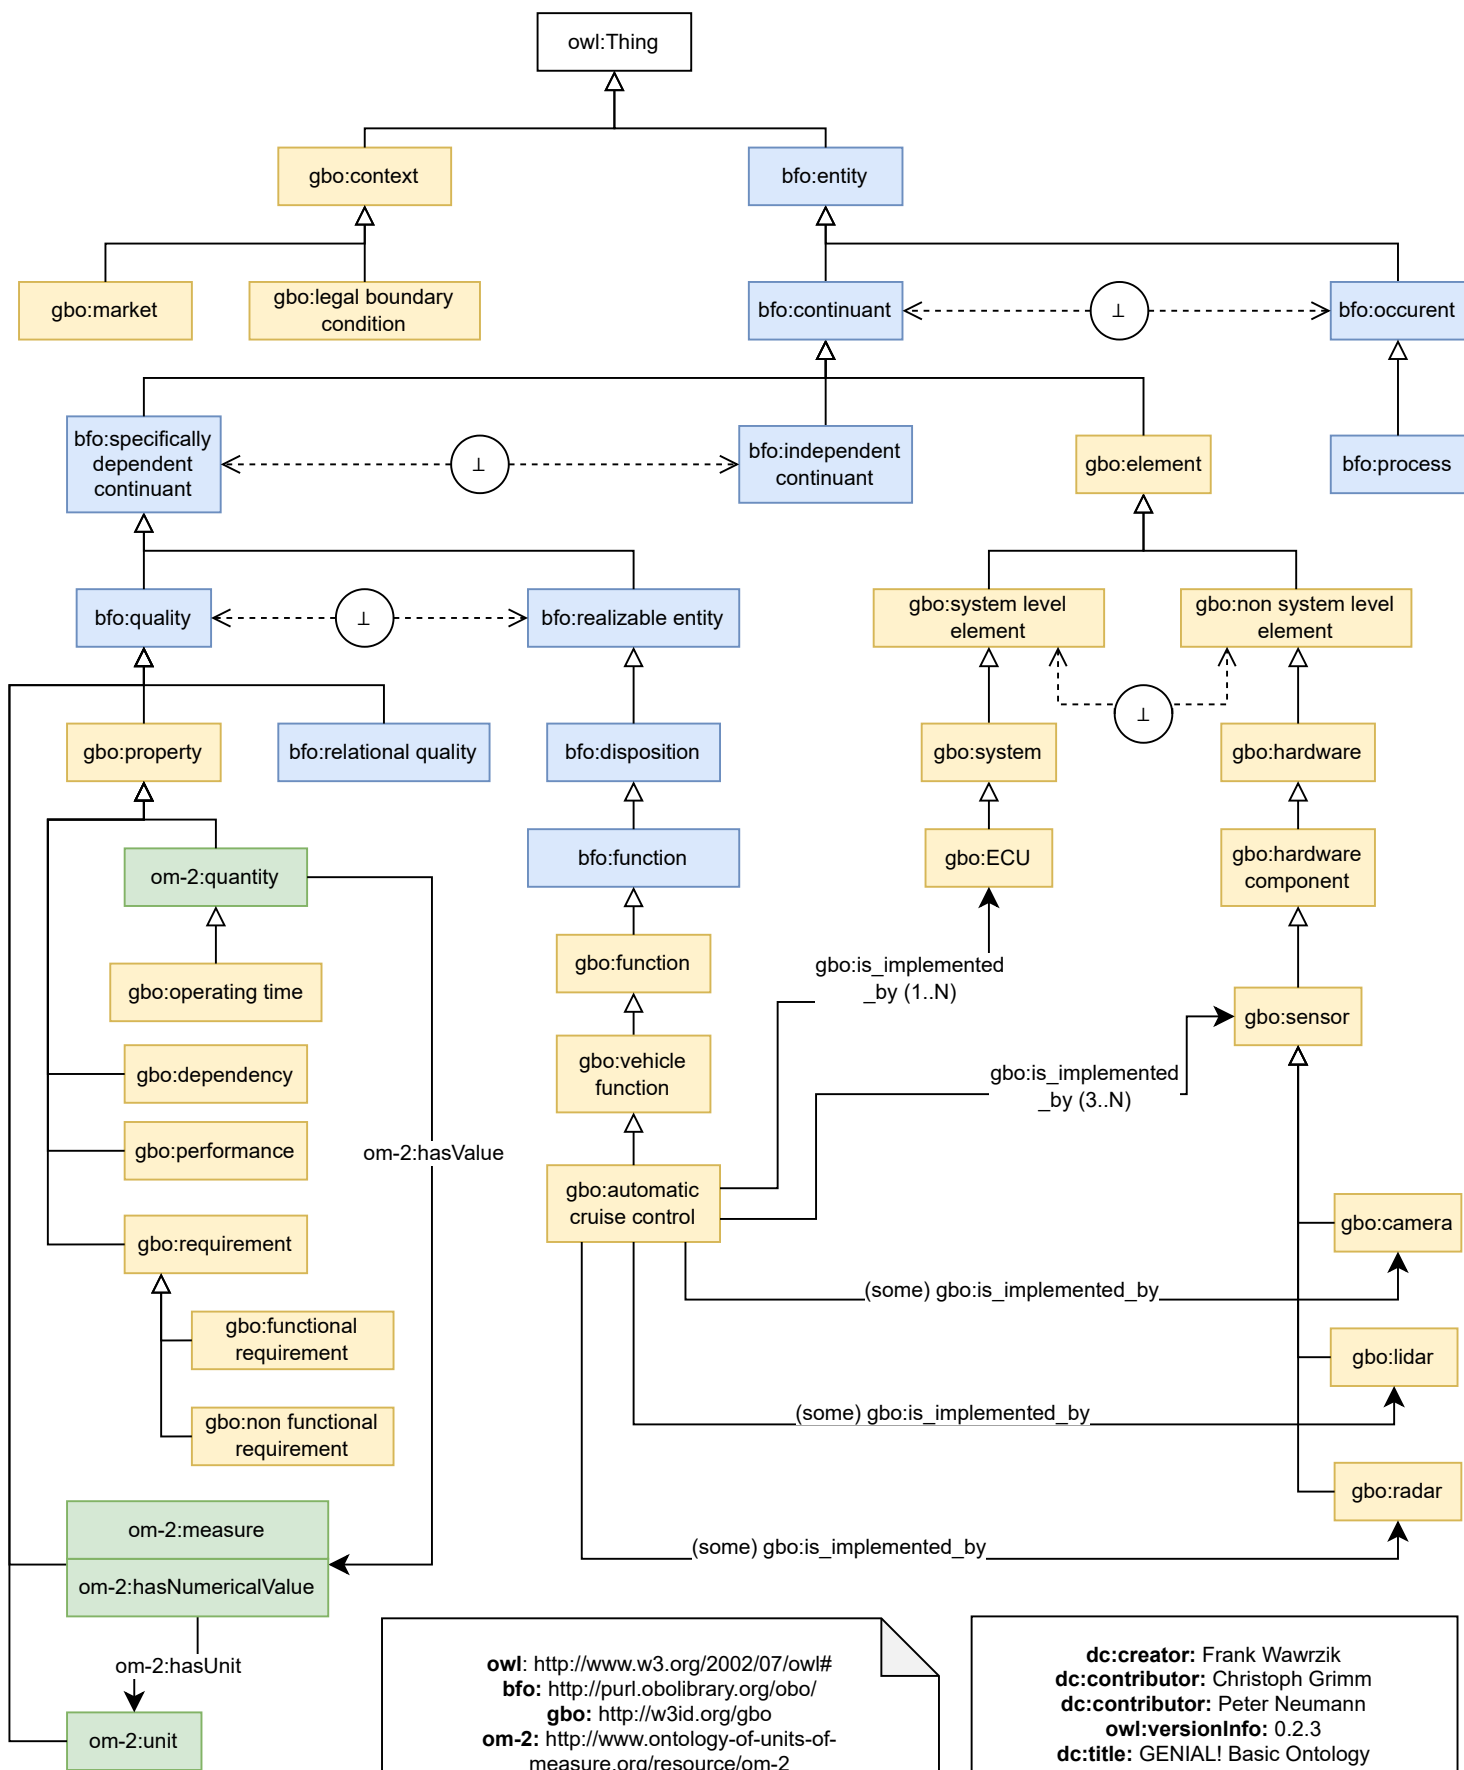 owl:Thing
gbo:context
bfo:entity
gbo:market
gbo:legal boundary
condition
bfo:continuant
⊥
bfo:occurent
bfo:specifically
dependent
continuant
⊥
bfo:independent
continuant
gbo:element
bfo:process
bfo:quality
⊥
bfo:realizable entity
gbo:system level
element
gbo:non system level
element
⊥
gbo:property
bfo:relational quality
bfo:disposition
gbo:system
gbo:hardware
om-2:quantity
bfo:function
gbo:ECU
gbo:hardware
component
gbo:operating time
gbo:function
gbo:is_implemented
_by (1..N)
gbo:sensor
gbo:dependency
gbo:vehicle
function
gbo:is_implemented
_by (3..N)
gbo:performance
om-2:hasValue
gbo:automatic
cruise control
gbo:camera
gbo:requirement
(some) gbo:is_implemented_by
gbo:functional
requirement
gbo:lidar
gbo:non functional
requirement
(some) gbo:is_implemented_by
gbo:radar
om-2:measure
(some) gbo:is_implemented_by
om-2:hasNumericalValue
om-2:hasUnit
om-2:unit
owl: http://www.w3.org/2002/07/owl#
bfo: http://purl.obolibrary.org/obo/
gbo: http://w3id.org/gbo
om-2: http://www.ontology-of-units-of-
measure.org/resource/om-2
dc:creator: Frank Wawrzik
dc:contributor: Christoph Grimm
dc:contributor: Peter Neumann
owl:versionInfo: 0.2.3
dc:title: GENIAL! Basic Ontology